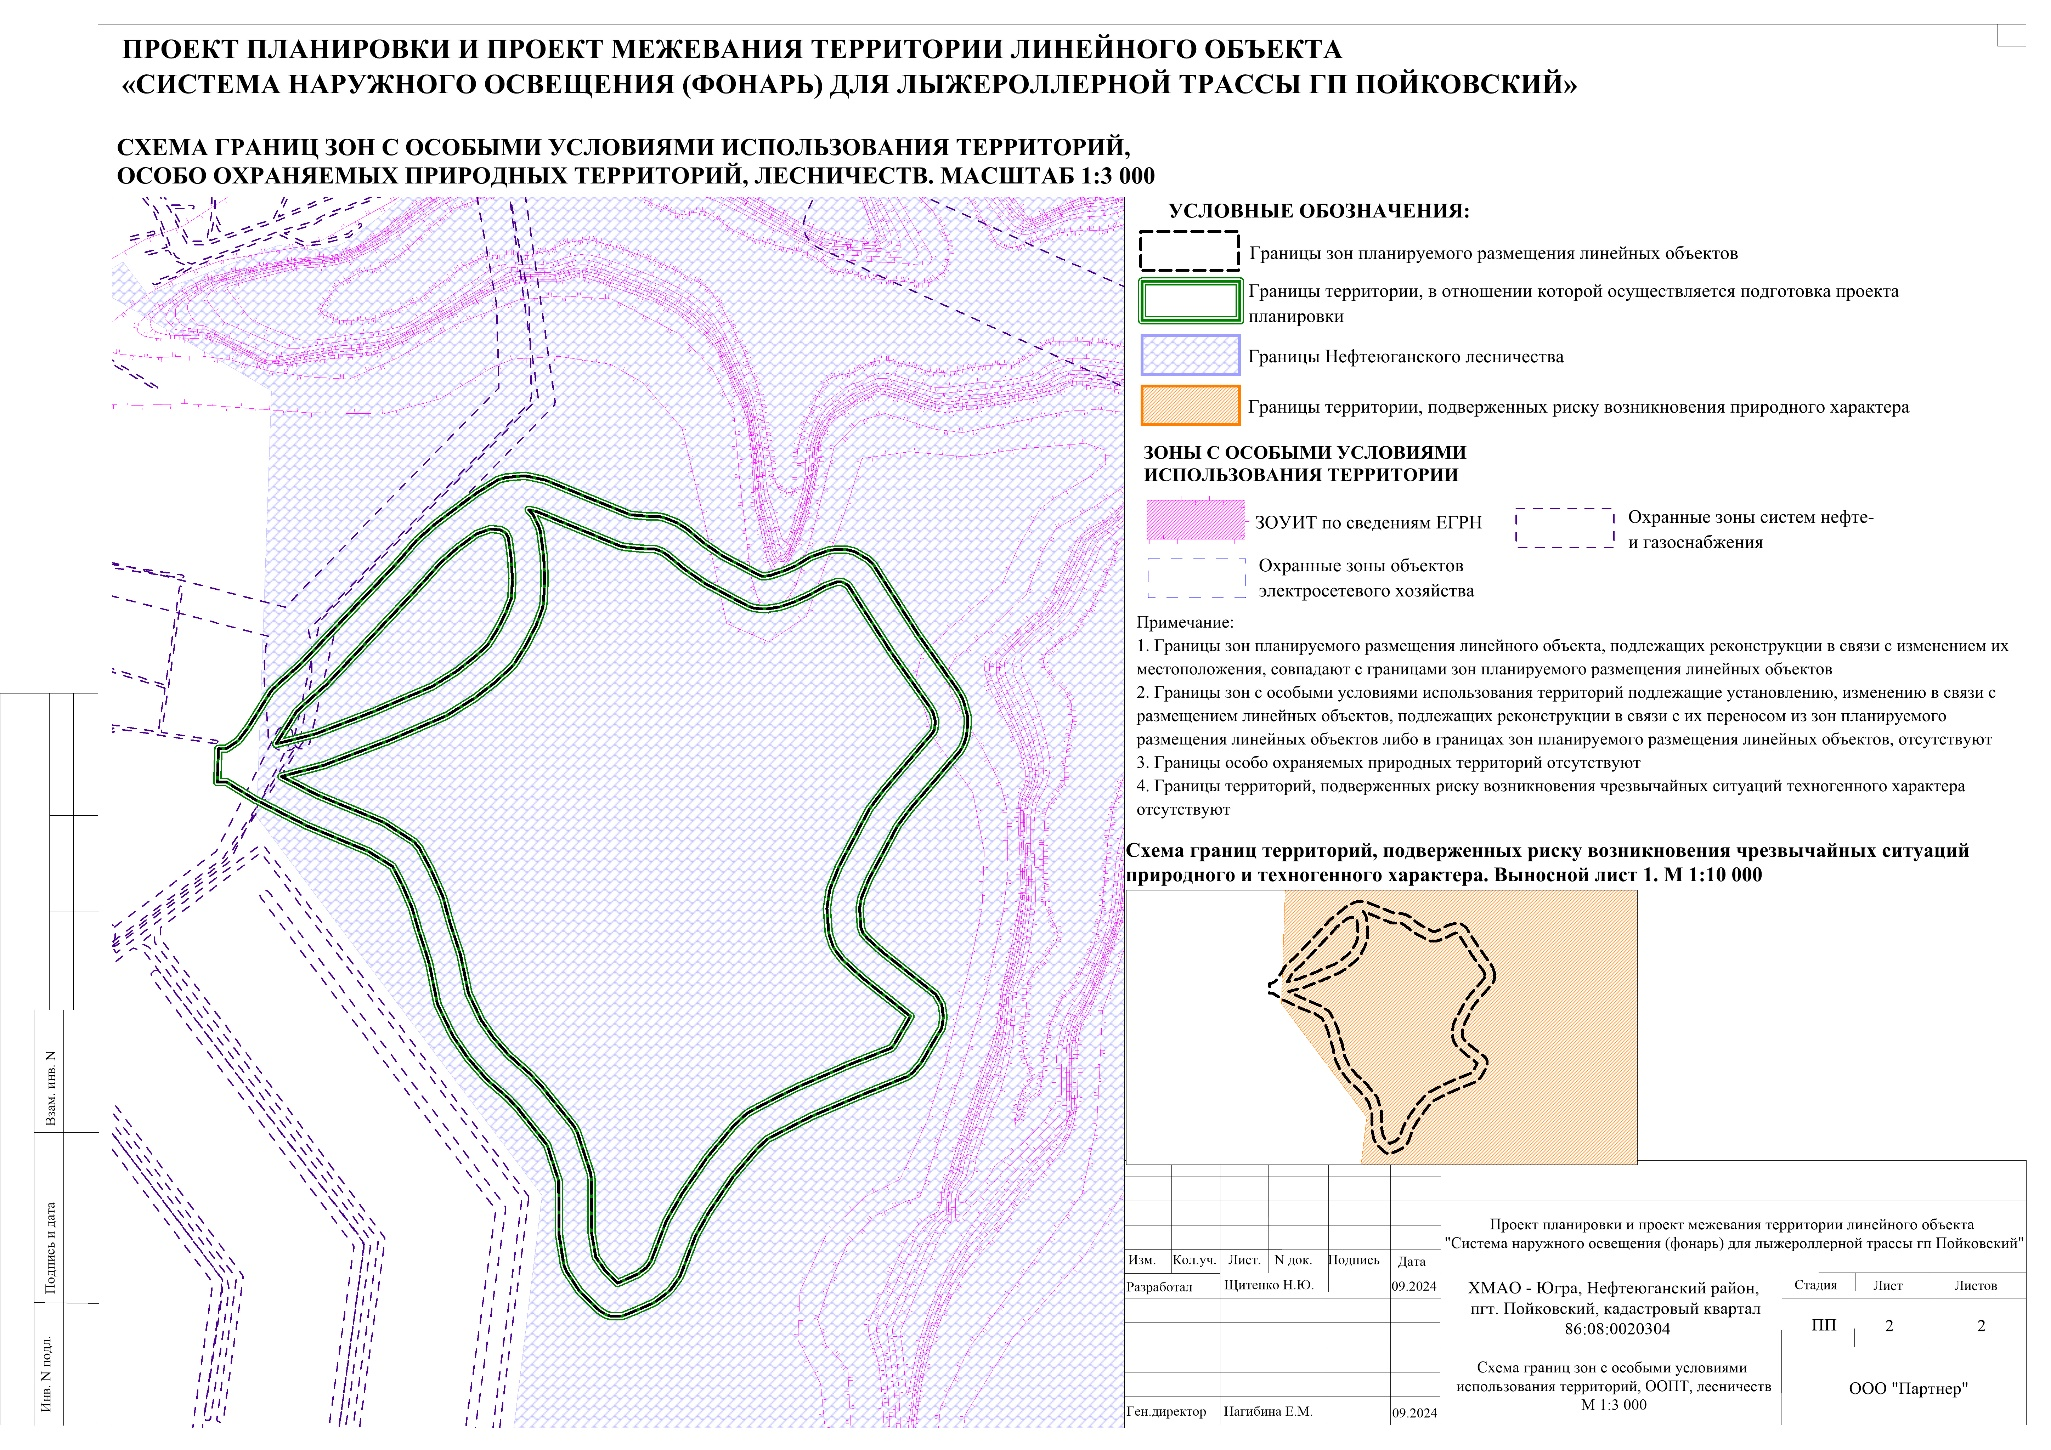 ПРОЕКТ ПЛАНИРОВКИ И ПРОЕКТ МЕЖЕВАНИЯ ТЕРРИТОРИИ ЛИНЕЙНОГО ОБЪЕКТА
«СИСТЕМА НАРУЖНОГО ОСВЕЩЕНИЯ (ФОНАРЬ) ДЛЯ ЛЫЖЕРОЛЛЕРНОЙ ТРАССЫ ГП ПОЙКОВСКИЙ»
СХЕМА ГРАНИЦ ЗОН С ОСОБЫМИ УСЛОВИЯМИ ИСПОЛЬЗОВАНИЯ ТЕРРИТОРИЙ,
ОСОБО ОХРАНЯЕМЫХ ПРИРОДНЫХ ТЕРРИТОРИЙ, ЛЕСНИЧЕСТВ. МАСШТАБ 1:3 000
УСЛОВНЫЕ ОБОЗНАЧЕНИЯ:
Границы зон планируемого размещения линейных объектов
Границы территории, в отношении которой осуществляется подготовка проекта
планировки
Границы Нефтеюганского лесничества
Границы территории, подверженных риску возникновения природного характера
ЗОНЫ С ОСОБЫМИ УСЛОВИЯМИ
ИСПОЛЬЗОВАНИЯ ТЕРРИТОРИИ
ЗОУИТ по сведениям ЕГРН
Охранные зоны систем нефте-
и газоснабжения
Охранные зоны объектов
электросетевого хозяйства
Примечание:
1. Границы зон планируемого размещения линейного объекта, подлежащих реконструкции в связи с изменением их
местоположения, совпадают с границами зон планируемого размещения линейных объектов
2. Границы зон с особыми условиями использования территорий подлежащие установлению, изменению в связи с
размещением линейных объектов, подлежащих реконструкции в связи с их переносом из зон планируемого
размещения линейных объектов либо в границах зон планируемого размещения линейных объектов, отсутствуют
3. Границы особо охраняемых природных территорий отсутствуют
4. Границы территорий, подверженных риску возникновения чрезвычайных ситуаций техногенного характера
отсутствуют
Схема границ территорий, подверженных риску возникновения чрезвычайных ситуаций
природного и техногенного характера. Выносной лист 1. М 1:10 000
Взам. инв. N
Подпись и дата
Инв. N подл.
Изм. Кол.уч. Лист. N док. Подпись Дата
Разработал Щитепко Н.Ю. 09.2024
Ген.директор Нагибина Е.М. 09.2024
Проект планировки и проект межевания территории линейного объекта
"Система наружного освещения (фонарь) для лыжероллерной трассы гп Пойковский"
ХМАО - Югра, Нефтеюганский район,
пгт. Пойковский, кадастровый квартал
86:08:0020304
Стадия Лист Листов
ПП 2 2
Схема границ зон с особыми условиями
использования территорий, ООПТ, лесничеств
М 1:3 000
ООО "Партнер"